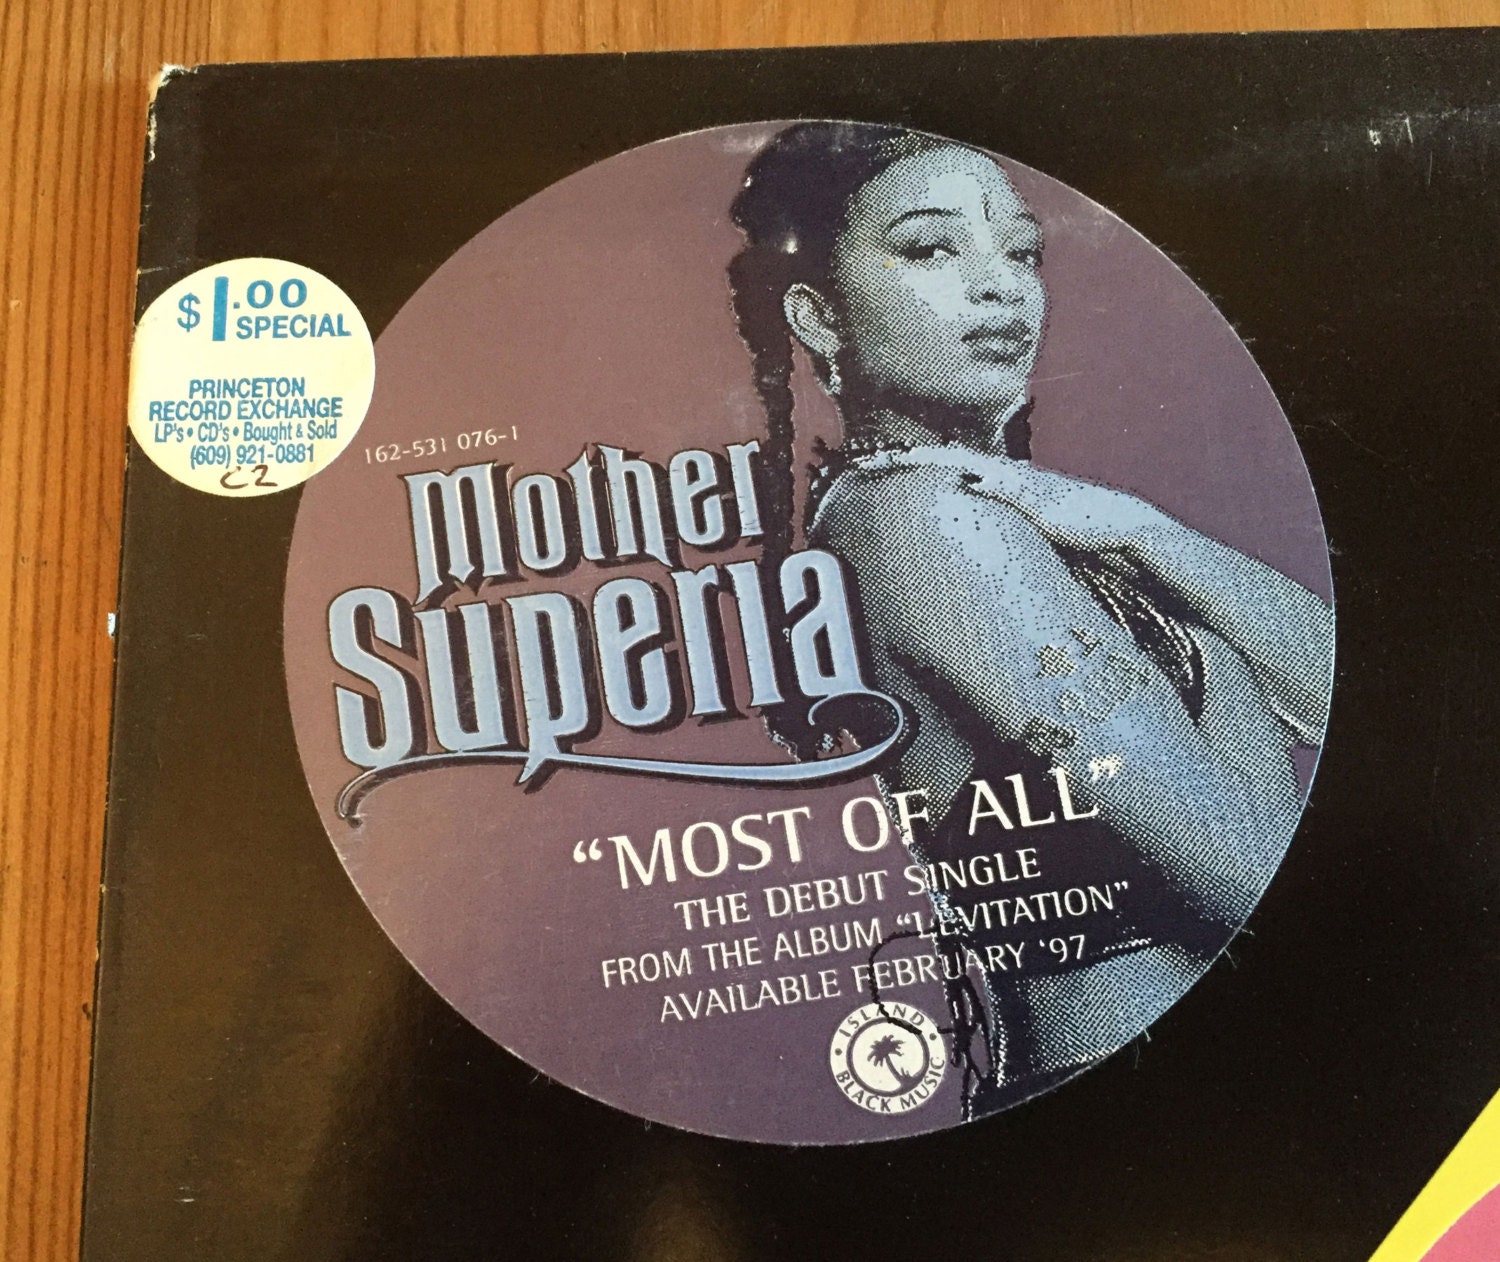 $1.00
SPECIAL
PRINCETON
RECORD EXCHANGE
LP's • CD's • Bought & Sold
(609) 921-0881
C2
162-531 076-1
Mother
Superia
“MOST OF ALL”
THE DEBUT SINGLE
FROM THE ALBUM “LEVITATION”
AVAILABLE FEBRUARY '97
ISLAND
BLACK MUSIC